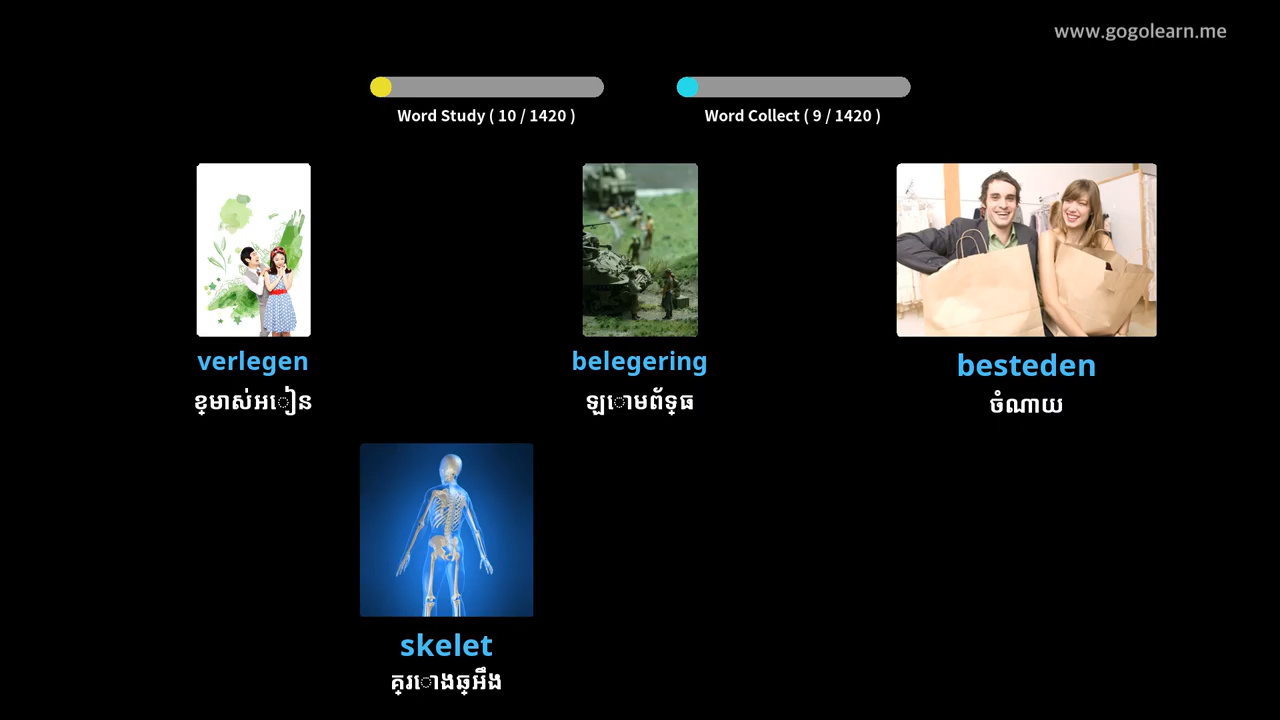 www.gogolearn.me
Word Study ( 10 / 1420 )
Word Collect ( 9 / 1420 )
verlegen
ខ្មាស់អៀន
belegering
ឡោមព័ទ្ធ
besteden
ចំណាយ
skelet
គ្រោងឆ្អឹង